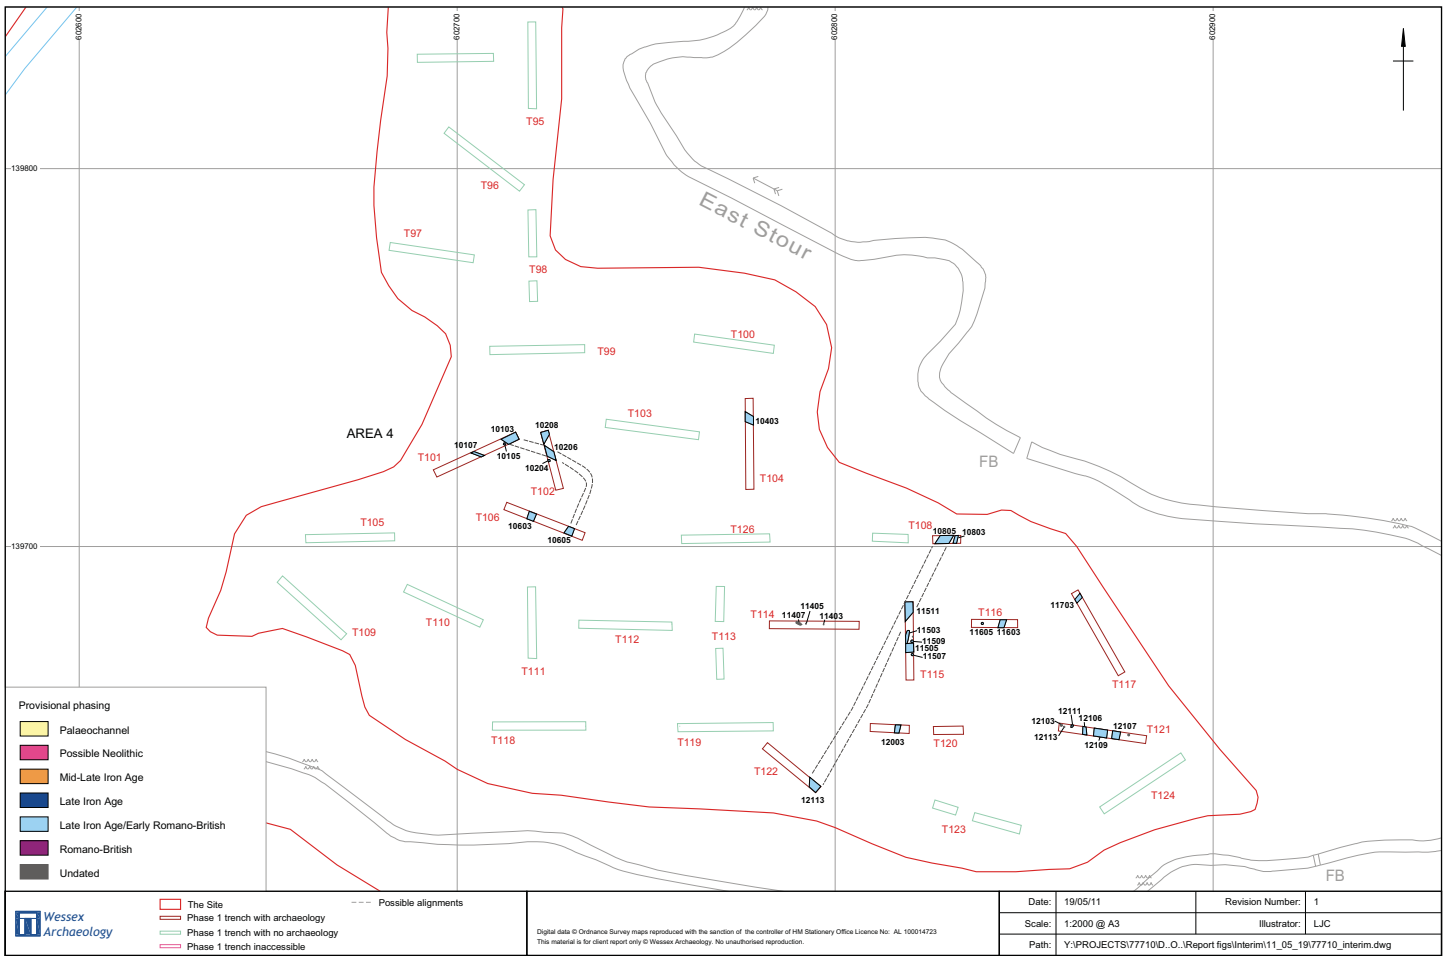 602600
602700
602800
602900
139800
139700
T95
T96
T97
T98
T99
T100
East Stour
FB
AREA 4
T103
10403
T104
10103
10208
10107
10105
10206
10204
T101
T102
T106
10603
10605
T105
T126
T108
10805
10803
T109
T110
T111
T112
T113
T114
11405
11407
11403
11511
11503
11509
11505
11507
T115
T116
11605
11603
11703
T117
T118
T119
12003
T120
12103
12111
12106
12107
12113
12109
T121
T122
12113
T123
T124
FB
Provisional phasing
Palaeochannel
Possible Neolithic
Mid-Late Iron Age
Late Iron Age
Late Iron Age/Early Romano-British
Romano-British
Undated
Wessex
Archaeology
The Site
Phase 1 trench with archaeology
Phase 1 trench with no archaeology
Phase 1 trench inaccessible
Possible alignments
Digital data © Ordnance Survey maps reproduced with the sanction of the controller of HM Stationery Office Licence No: AL 100014723
This material is for client report only © Wessex Archaeology. No unauthorised reproduction.
Date: 19/05/11 Revision Number: 1
Scale: 1:2000 @ A3 Illustrator: LJC
Path: Y:\PROJECTS\77710\D..O..\Report figs\Interim\11_05_19\77710_interim.dwg